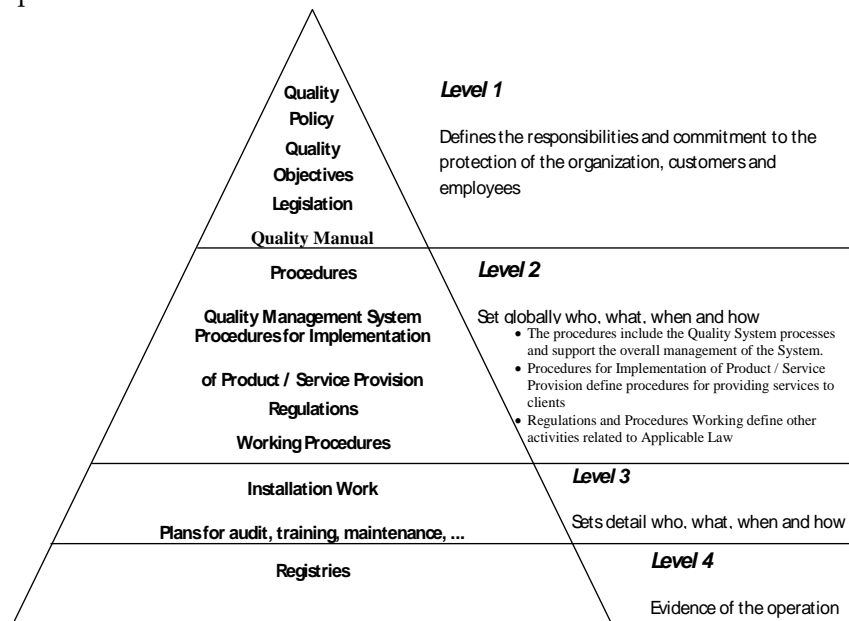 Quality
Policy
Quality
Objectives
Legislation
Quality Manual
Level 1
Defines the responsibilities and commitment to the
protection of the organization, customers and
employees
Procedures
Quality Management System
Procedures for Implementation
of Product / Service Provision
Regulations
Working Procedures
Level 2
Set globally who, what, when and how
• The procedures include the Quality System processes
and support the overall management of the System.
• Procedures for Implementation of Product / Service
Provision define procedures for providing services to
clients
• Regulations and Procedures Working define other
activities related to Applicable Law
Installation Work
Plans for audit, training, maintenance, ...
Level 3
Sets detail who, what, when and how
Registries
Level 4
Evidence of the operation